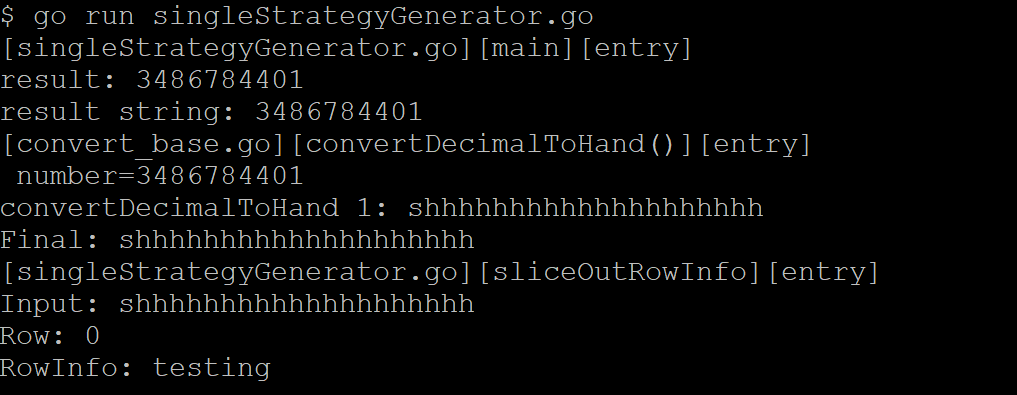 $ go run singleStrategyGenerator.go
[singleStrategyGenerator.go][main][entry]
result: 3486784401
result string: 3486784401
[convert_base.go][convertDecimalToHand()][entry]
 number=3486784401
convertDecimalToHand 1: shhhhhhhhhhhhhhhhhhhh
Final: shhhhhhhhhhhhhhhhhhhh
[singleStrategyGenerator.go][sliceOutRowInfo][entry]
Input: shhhhhhhhhhhhhhhhhhhh
Row: 0
RowInfo: testing